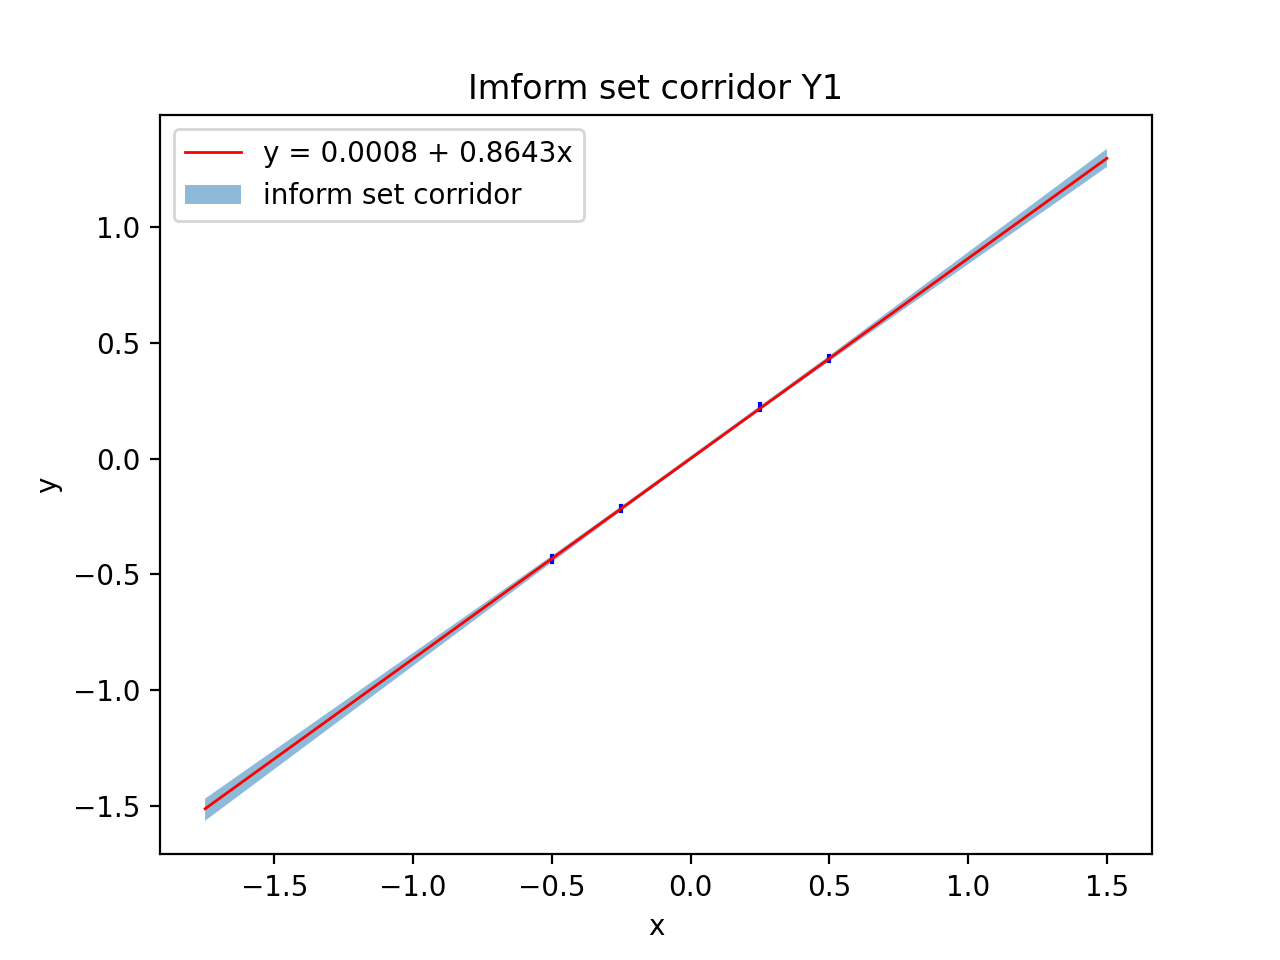 Imform set corridor Y1
y = 0.0008 + 0.8643x
inform set corridor
1.0
0.5
0.0
−0.5
−1.0
−1.5
y
−1.5 −1.0 −0.5 0.0 0.5 1.0 1.5
x